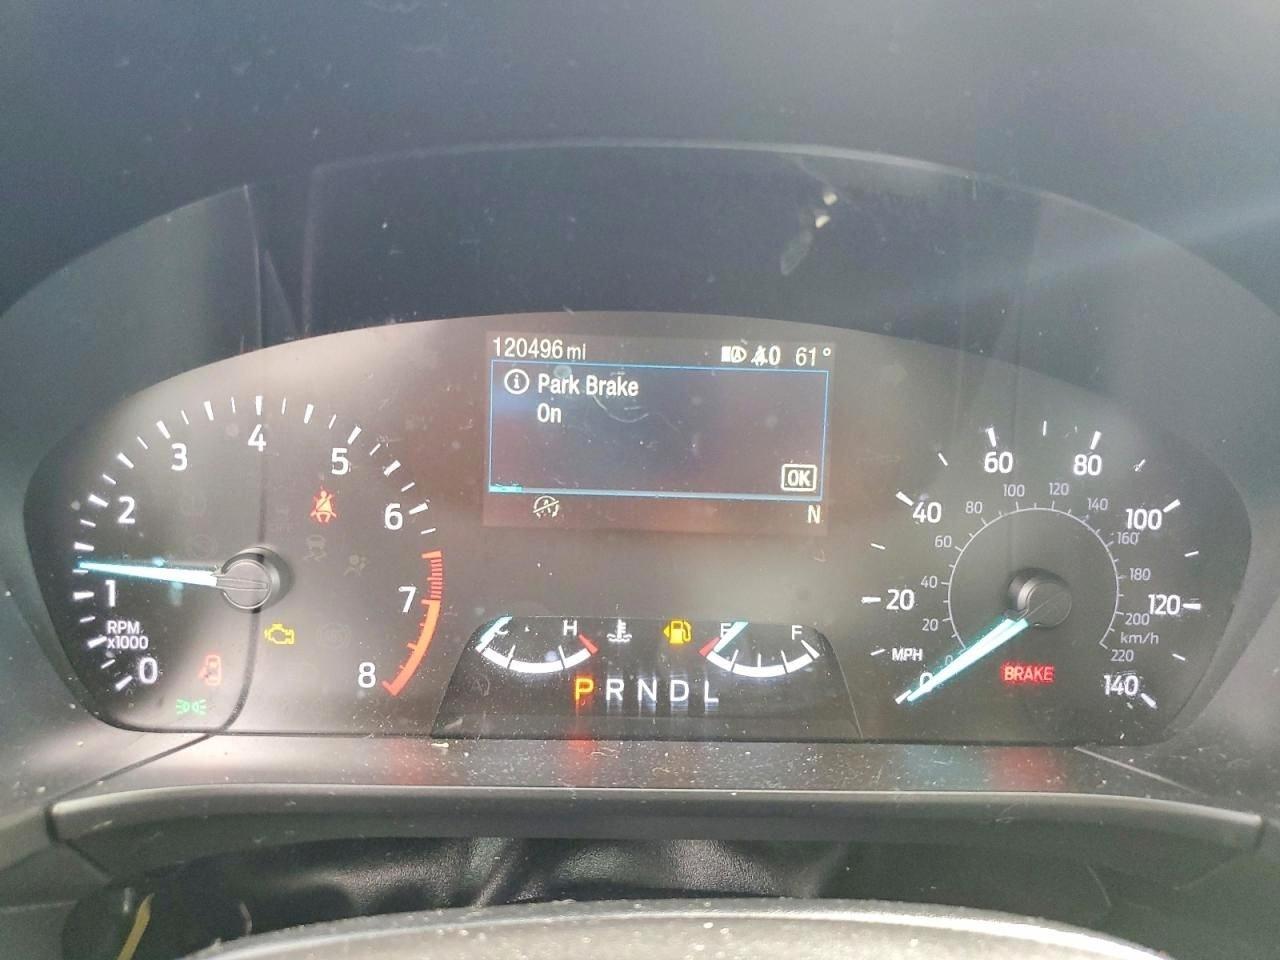 120496 mi 61°
Park Brake
On
OK
N
0 1 2 3 4 5 6 7 8
RPM
x1000
H
E F
P R N D L
0 20 40 60 80 100 120 140
MPH
20 40 60 80 100 120 140 160 180 200 220
km/h
BRAKE